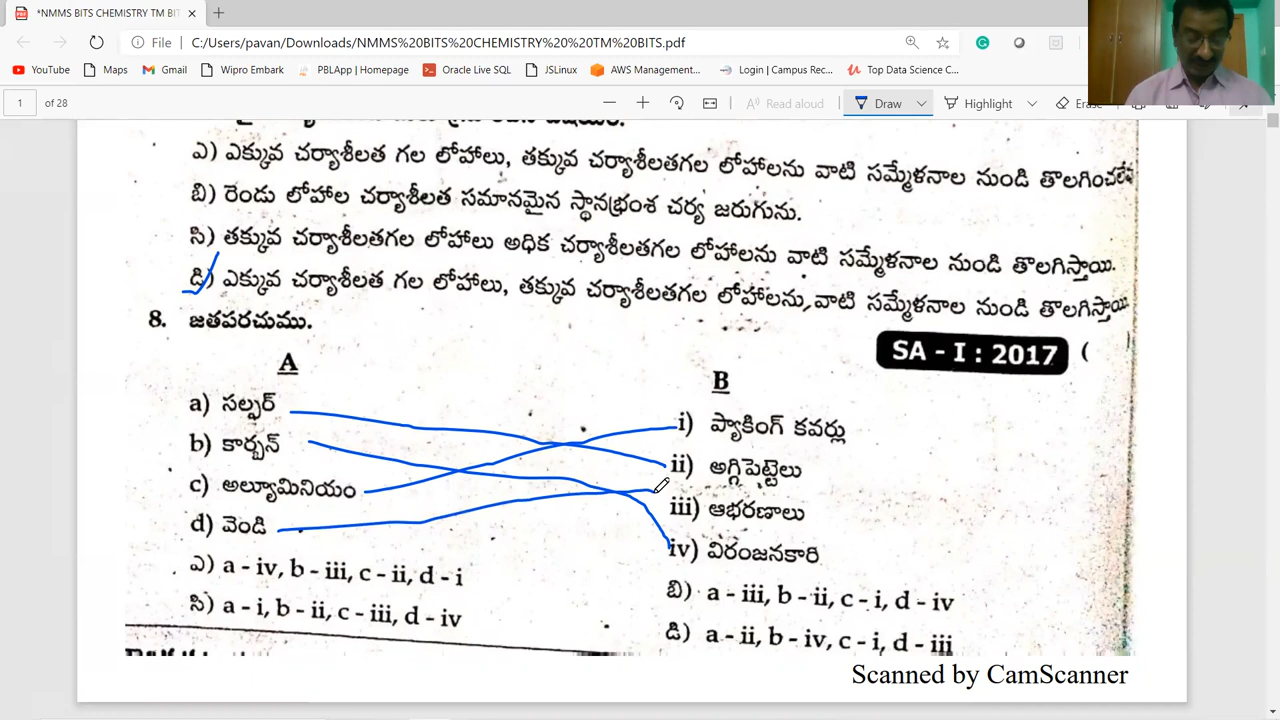 *NMMS BITS CHEMISTRY TM BIT
File C:/Users/pavan/Downloads/NMMS%20BITS%20CHEMISTRY%20%20TM%20BITS.pdf
YouTube Maps Gmail Wipro Embark PBLApp | Homepage Oracle Live SQL JSLinux AWS Management... Login | Campus Rec... Top Data Science C...
1 of 28 Read aloud Draw Highlight Erase
ఎ) ఎక్కువ చర్యాశీలత గల లోహాలు, తక్కువ చర్యాశీలతగల లోహాలను వాటి సమ్మేళనాల నుండి
బి) రెండు లోహాల చర్యాశీలత సమానమైన స్థానభ్రంశ చర్య జరుగును.
సి) తక్కువ చర్యాశీలతగల లోహాలు అధిక చర్యాశీలతగల లోహాలను వాటి సమ్మేళనాల నుండి తొలగిస్తాయి.
డి) ఎక్కువ చర్యాశీలత గల లోహాలు, తక్కువ చర్యాశీలతగల లోహాలను, వాటి సమ్మేళనాల నుండి తొలగిస్తాయి
8. జతపరచుము.
SA - I : 2017 (
A B
a) సల్ఫర్ i) ప్యాకింగ్ కవర్లు
b) కార్బన్ ii) అగ్గిపెట్టెలు
c) అల్యూమినియం iii) ఆభరణాలు
d) వెండి iv) విరంజనకారి
ఎ) a - iv, b - iii, c - ii, d - i బి) a - iii, b - ii, c - i, d - iv
సి) a - i, b - ii, c - iii, d - iv డి) a - ii, b - iv, c - i, d - iii
Scanned by CamScanner